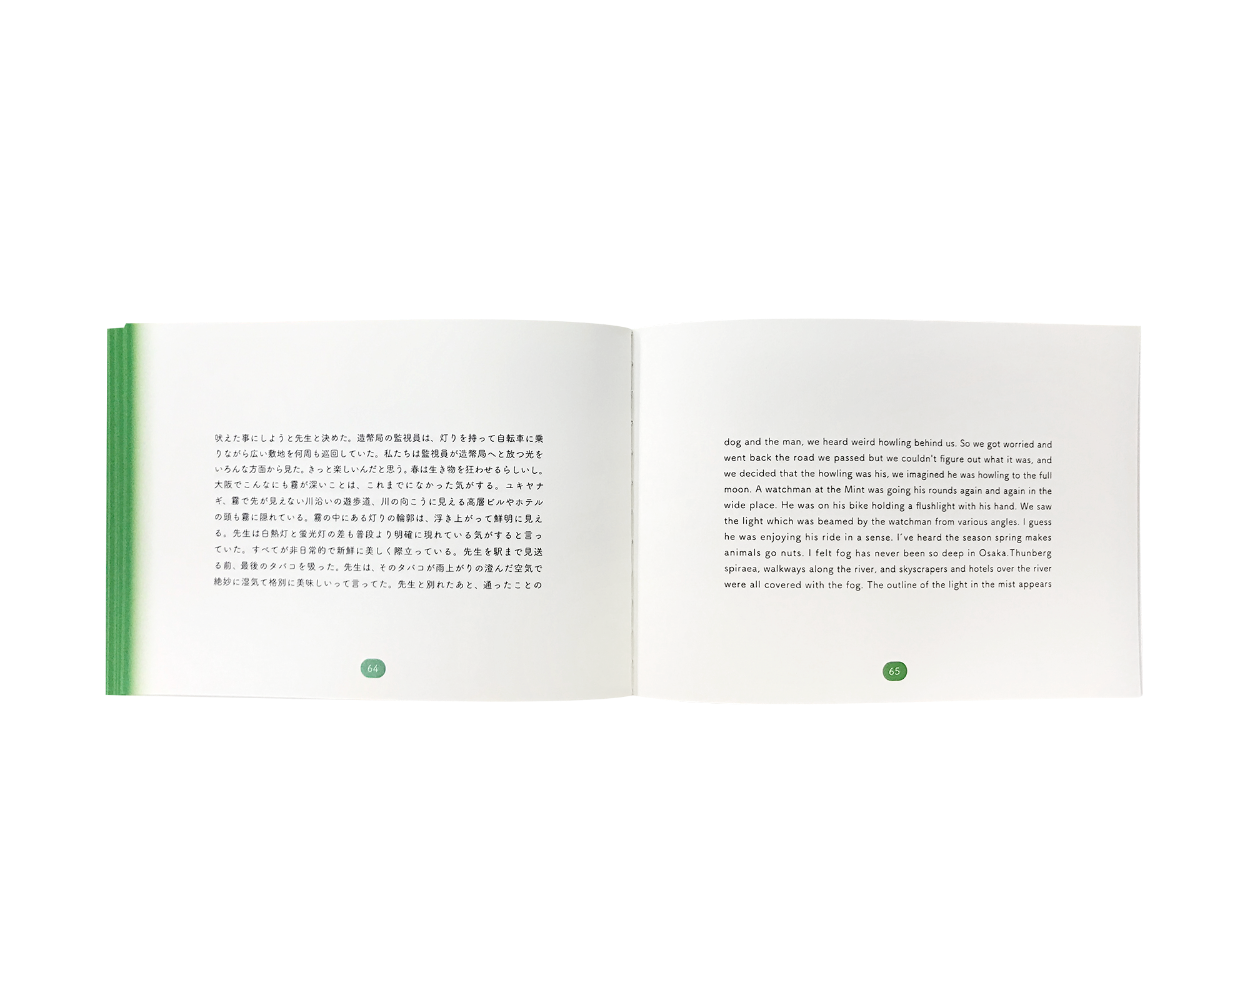 吠えた事にしようと先生と決めた。造幣局の監視員は、灯りを持って自転車に乗
りながら広い敷地を何周も巡回していた。私たちは監視員が造幣局へと放つ光を
いろんな方面から見た。きっと楽しいんだと思う。春は生き物を狂わせるらしいし。
大阪でこんなにも霧が深いことは、これまでになかった気がする。ユキヤナ
ギ、霧で先が見えない川沿いの遊歩道、川の向こうに見える高層ビルやホテル
の頭も霧に隠れている。霧の中にある灯りの輪郭は、浮き上がって鮮明に見え
る。先生は白熱灯と蛍光灯の差も普段より明確に現れている気がすると言っ
ていた。すべてが非日常的で新鮮に美しく際立っている。先生を駅まで見送
る前、最後のタバコを吸った。先生は、そのタバコが雨上がりの澄んだ空気で
絶妙に湿気て格別に美味しいって言ってた。先生と別れたあと、通ったことの
64
dog and the man, we heard weird howling behind us. So we got worried and
went back the road we passed but we couldn't figure out what it was, and
we decided that the howling was his, we imagined he was howling to the full
moon. A watchman at the Mint was going his rounds again and again in the
wide place. He was on his bike holding a flushlight with his hand. We saw
the light which was beamed by the watchman from various angles. I guess
he was enjoying his ride in a sense. I've heard the season spring makes
animals go nuts. I felt fog has never been so deep in Osaka.Thunberg
spiraea, walkways along the river, and skyscrapers and hotels over the river
were all covered with the fog. The outline of the light in the mist appears
65